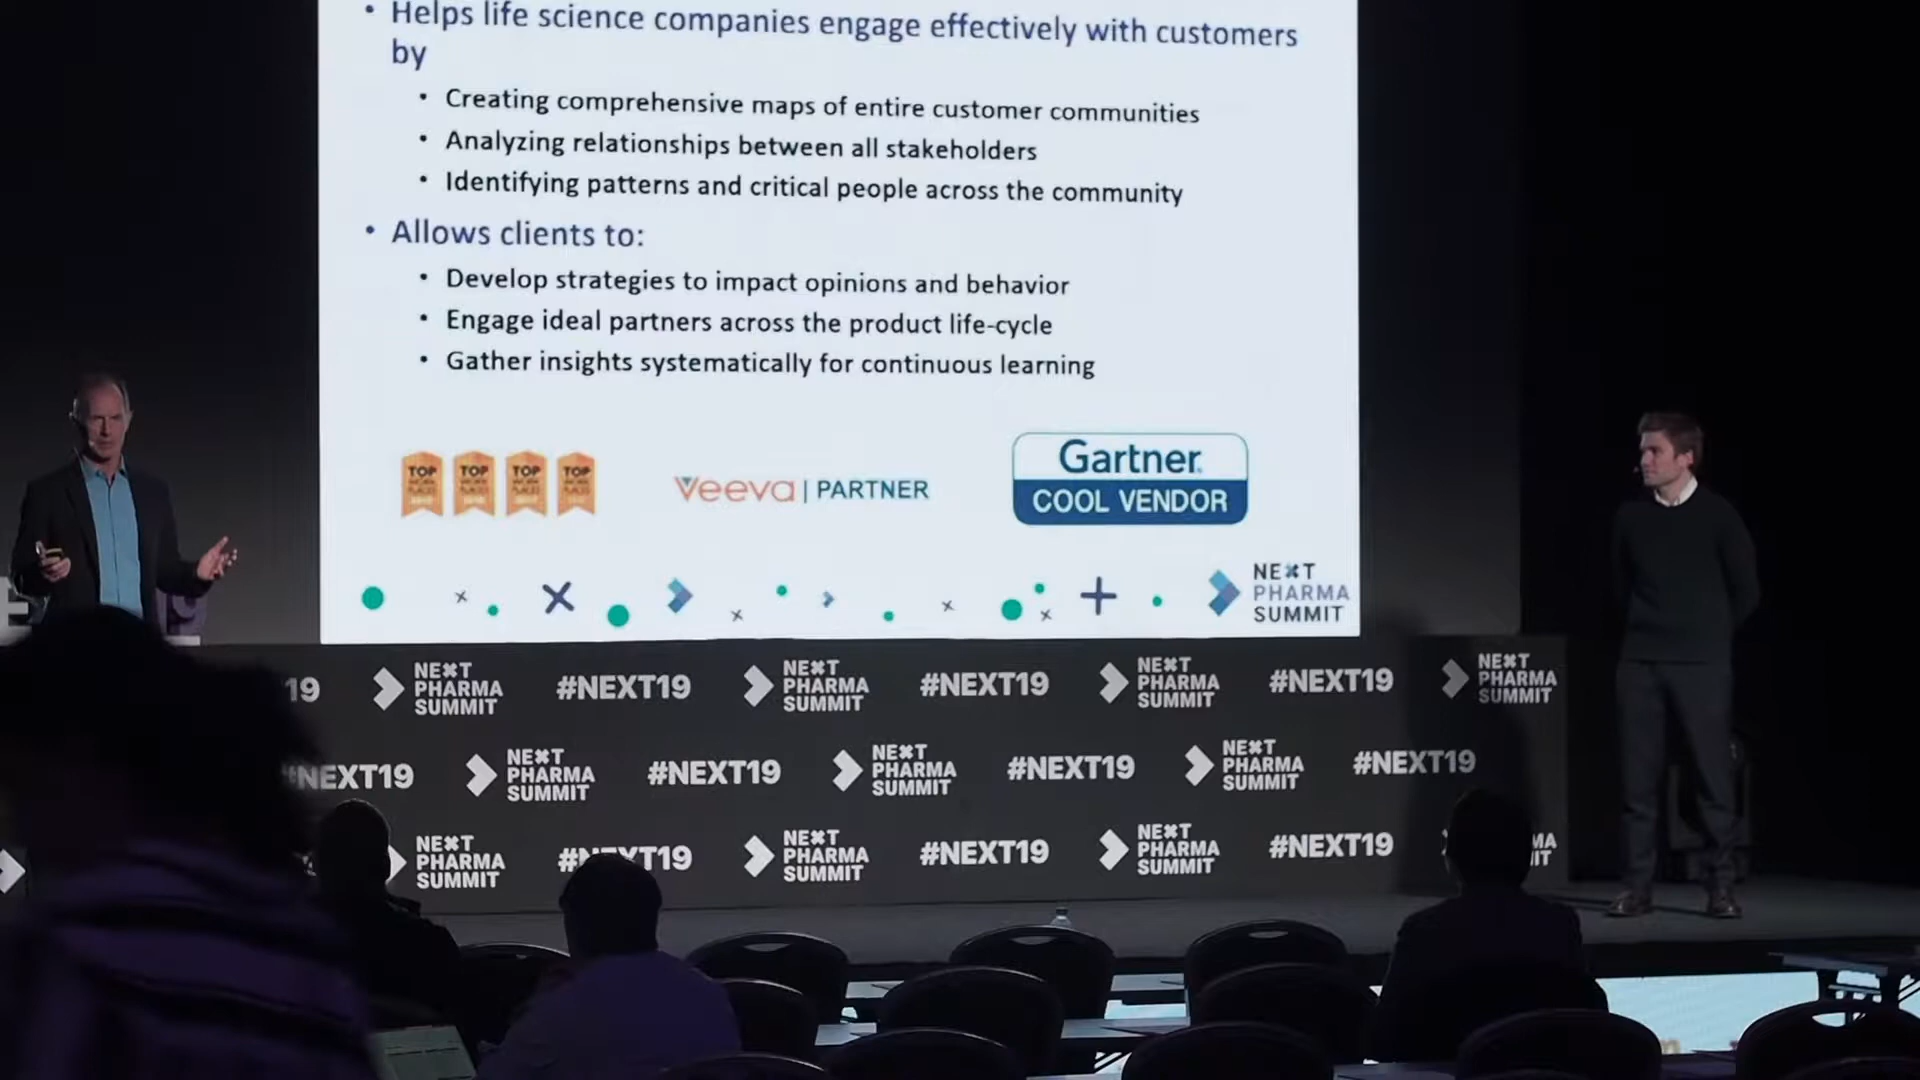 • Helps life science companies engage effectively with customers
by
• Creating comprehensive maps of entire customer communities
• Analyzing relationships between all stakeholders
• Identifying patterns and critical people across the community
• Allows clients to:
• Develop strategies to impact opinions and behavior
• Engage ideal partners across the product life-cycle
• Gather insights systematically for continuous learning
TOP TOP TOP TOP
Veeva | PARTNER
Gartner
COOL VENDOR
NEXT
PHARMA
SUMMIT
19 NEXT PHARMA SUMMIT #NEXT19 NEXT PHARMA SUMMIT #NEXT19 NEXT PHARMA SUMMIT #NEXT19 NEXT PHARMA SUMMIT
#NEXT19 NEXT PHARMA SUMMIT #NEXT19 NEXT PHARMA SUMMIT #NEXT19 NEXT PHARMA SUMMIT #NEXT19
NEXT PHARMA SUMMIT #NEXT19 NEXT PHARMA SUMMIT #NEXT19 NEXT PHARMA SUMMIT #NEXT19 MA IT